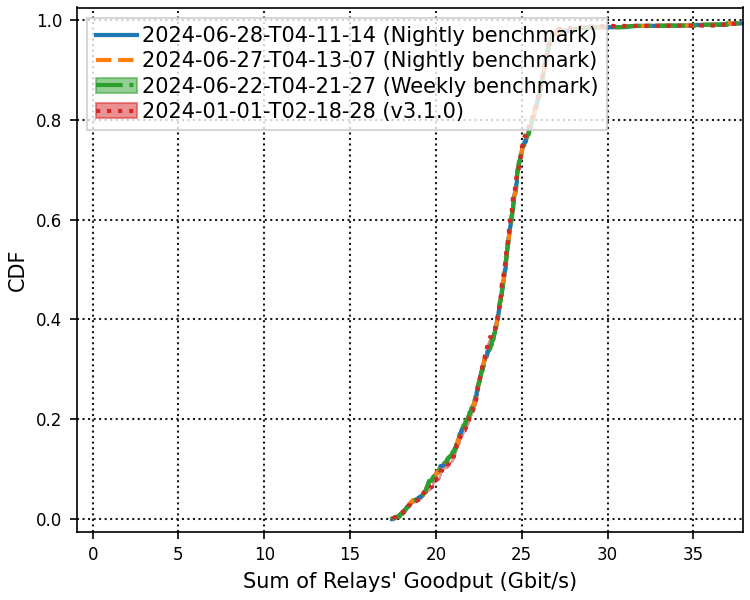 1.0
0.8
0.6
0.4
0.2
0.0
CDF
2024-06-28-T04-11-14 (Nightly benchmark)
2024-06-27-T04-13-07 (Nightly benchmark)
2024-06-22-T04-21-27 (Weekly benchmark)
2024-01-01-T02-18-28 (v3.1.0)
0 5 10 15 20 25 30 35
Sum of Relays' Goodput (Gbit/s)